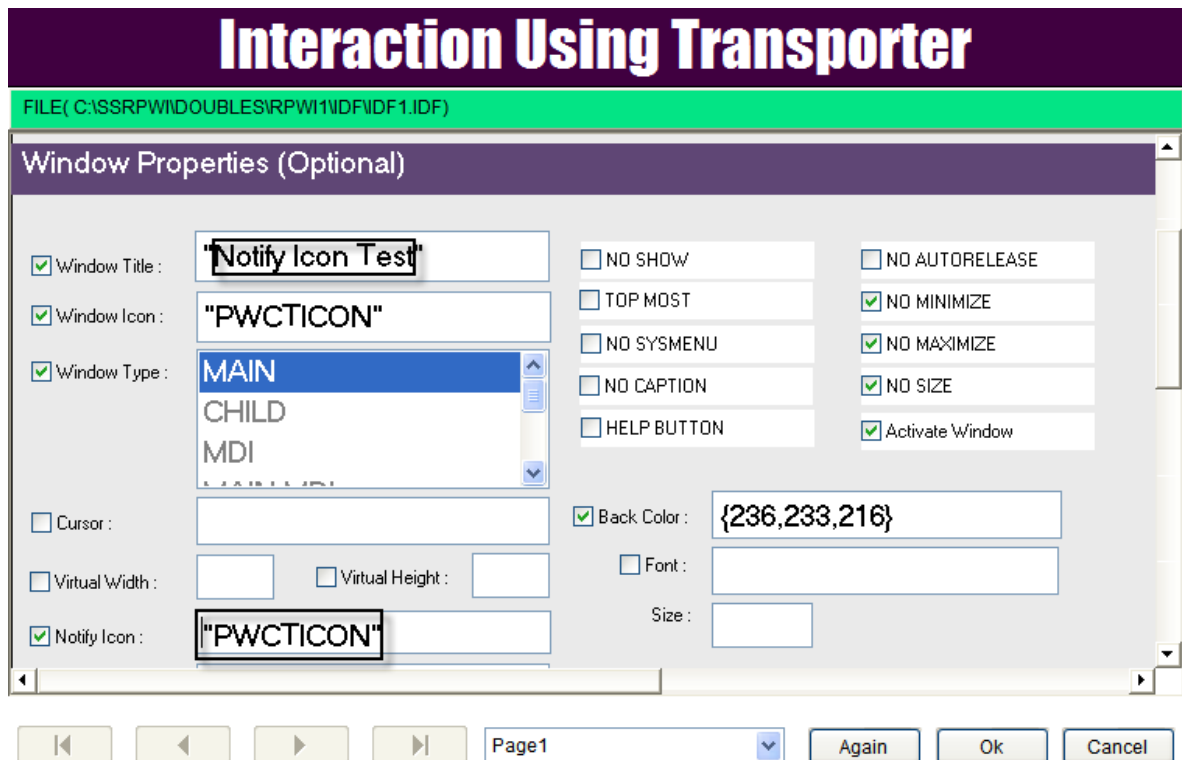 Interaction Using Transporter
FILE( C:\SSRPWI\DOUBLES\RPWI1\IDF\IDF1.IDF)
Window Properties (Optional)
Window Title :
"Notify Icon Test"
Window Icon :
"PWCTICON"
Window Type :
MAIN
CHILD
MDI
NO SHOW
TOP MOST
NO SYSMENU
NO CAPTION
HELP BUTTON
NO AUTORELEASE
NO MINIMIZE
NO MAXIMIZE
NO SIZE
Activate Window
Cursor :
Virtual Width :
Virtual Height :
Notify Icon :
"PWCTICON"
Back Color :
{236,233,216}
Font :
Size :
Page1
Again
Ok
Cancel